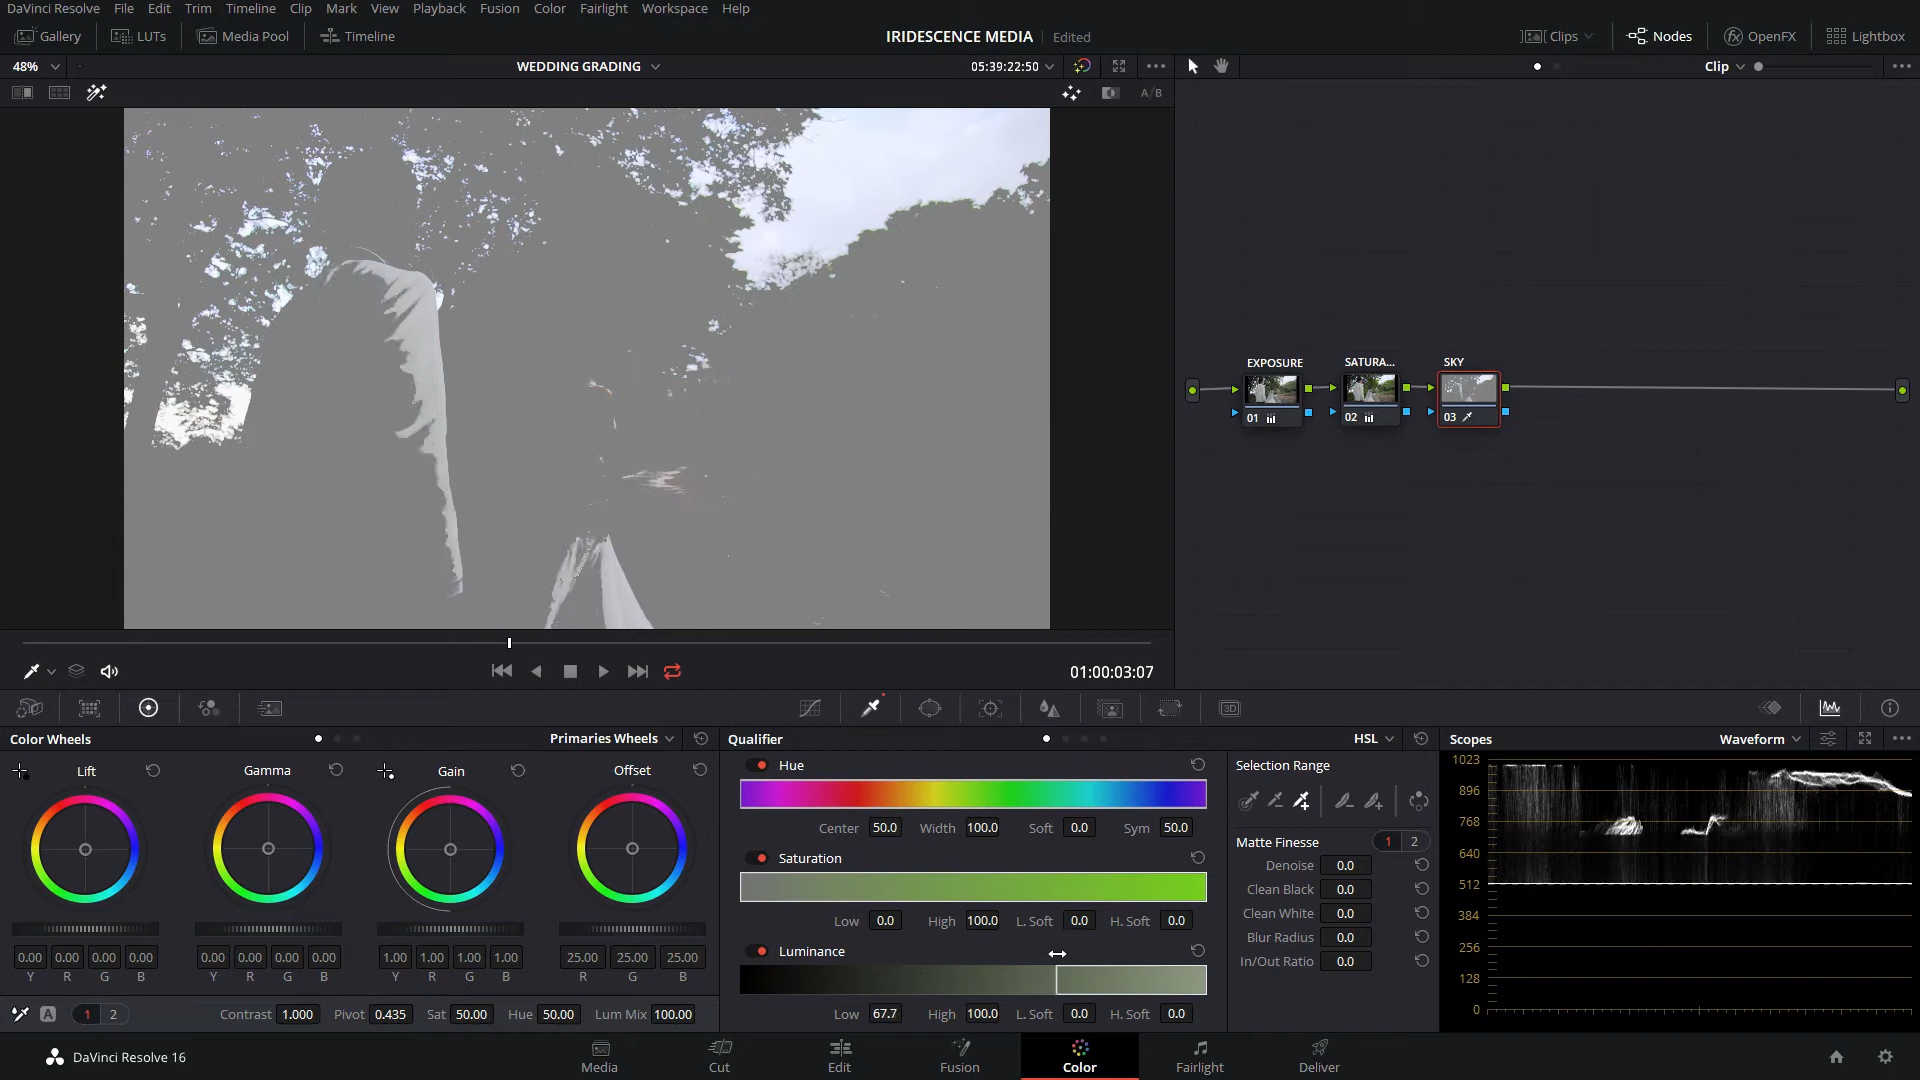 DaVinci Resolve File Edit Trim Timeline Clip Mark View Playback Fusion Color Fairlight Workspace Help
Gallery LUTs Media Pool Timeline IRIDESCENCE MEDIA Edited Clips Nodes OpenFX Lightbox
48% WEDDING GRADING 05:39:22:50 Clip
A/B
EXPOSURE SATURA... SKY
01 02 03
01:00:03:07
3D
Color Wheels Primaries Wheels Qualifier HSL Scopes Waveform
Lift Gamma Gain Offset
0.00 0.00 0.00 0.00 0.00 0.00 0.00 0.00 1.00 1.00 1.00 1.00 25.00 25.00 25.00
Y R G B Y R G B Y R G B R G B
A 1 2 Contrast 1.000 Pivot 0.435 Sat 50.00 Hue 50.00 Lum Mix 100.00
Hue
Center 50.0 Width 100.0 Soft 0.0 Sym 50.0
Saturation
Low 0.0 High 100.0 L. Soft 0.0 H. Soft 0.0
Luminance
Low 67.7 High 100.0 L. Soft 0.0 H. Soft 0.0
Selection Range
Matte Finesse 1 2
Denoise 0.0
Clean Black 0.0
Clean White 0.0
Blur Radius 0.0
In/Out Ratio 0.0
1023
896
768
640
512
384
256
128
0
DaVinci Resolve 16 Media Cut Edit Fusion Color Fairlight Deliver